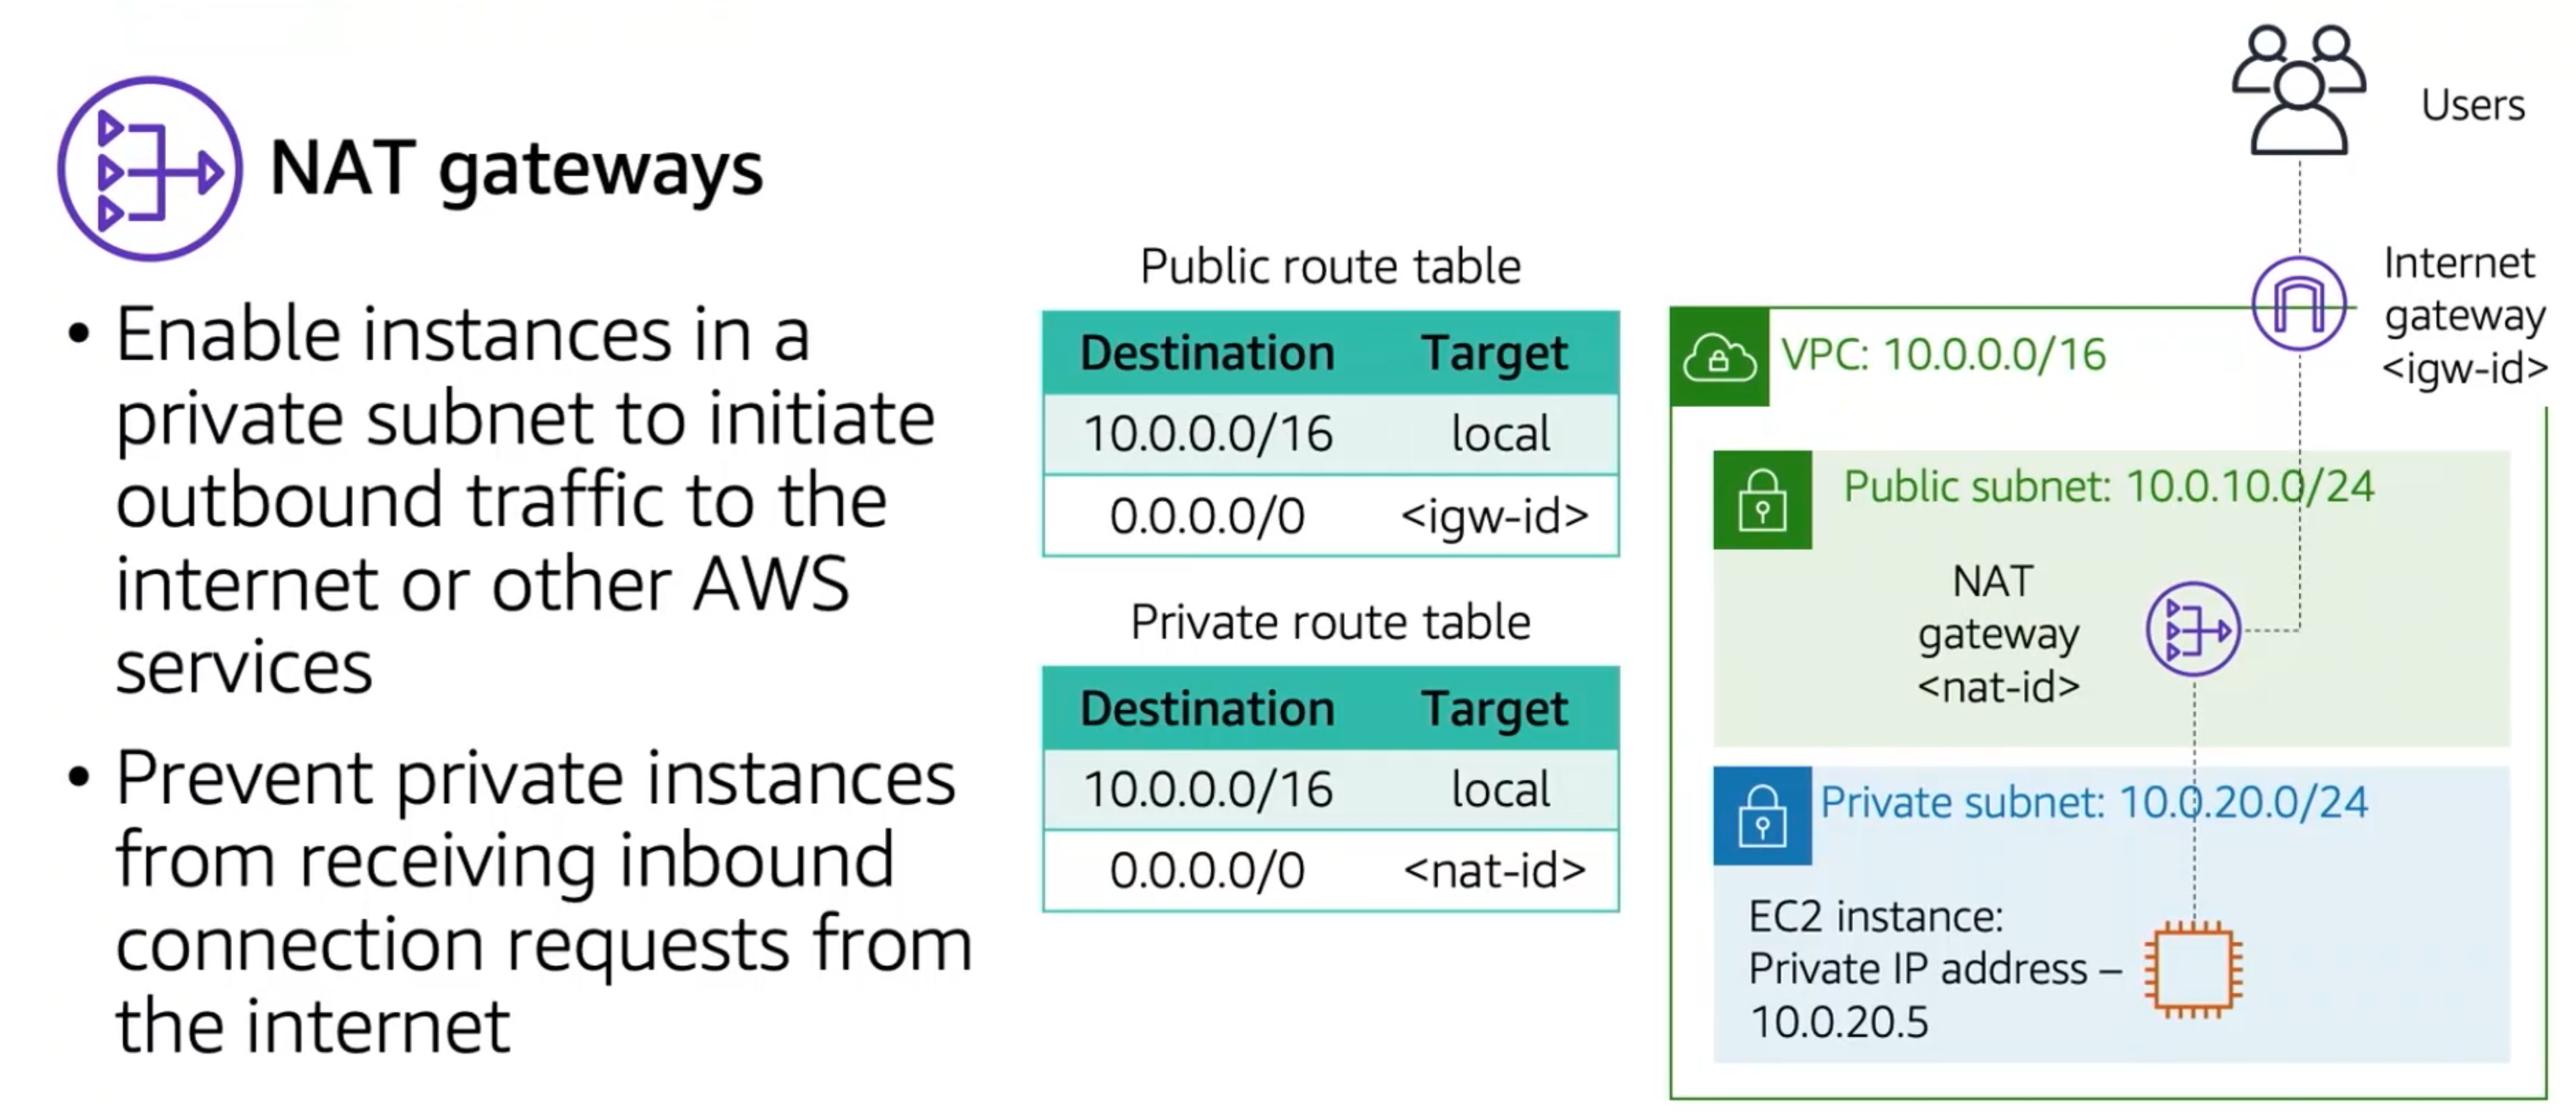 NAT gateways
• Enable instances in a
private subnet to initiate
outbound traffic to the
internet or other AWS
services
• Prevent private instances
from receiving inbound
connection requests from
the internet
Public route table
Destination Target
10.0.0.0/16 local
0.0.0.0/0 <igw-id>
Private route table
Destination Target
10.0.0.0/16 local
0.0.0.0/0 <nat-id>
Users
Internet
gateway
<igw-id>
VPC: 10.0.0.0/16
Public subnet: 10.0.10.0/24
NAT
gateway
<nat-id>
Private subnet: 10.0.20.0/24
EC2 instance:
Private IP address –
10.0.20.5